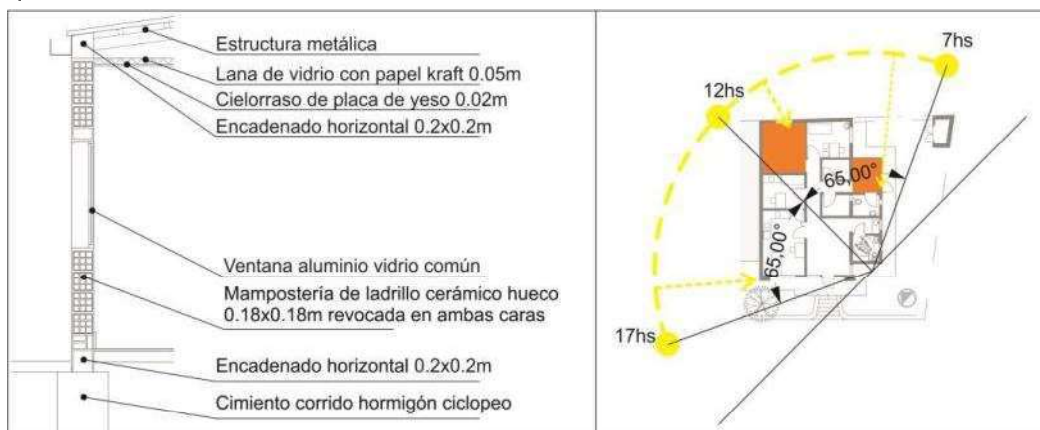 Estructura metálica
Lana de vidrio con papel kraft 0.05m
Cielorraso de placa de yeso 0.02m
Encadenado horizontal 0.2x0.2m
Ventana aluminio vidrio común
Mampostería de ladrillo cerámico hueco
0.18x0.18m revocada en ambas caras
Encadenado horizontal 0.2x0.2m
Cimiento corrido hormigón ciclopeo
7hs
12hs
65,00°
65,00°
17hs